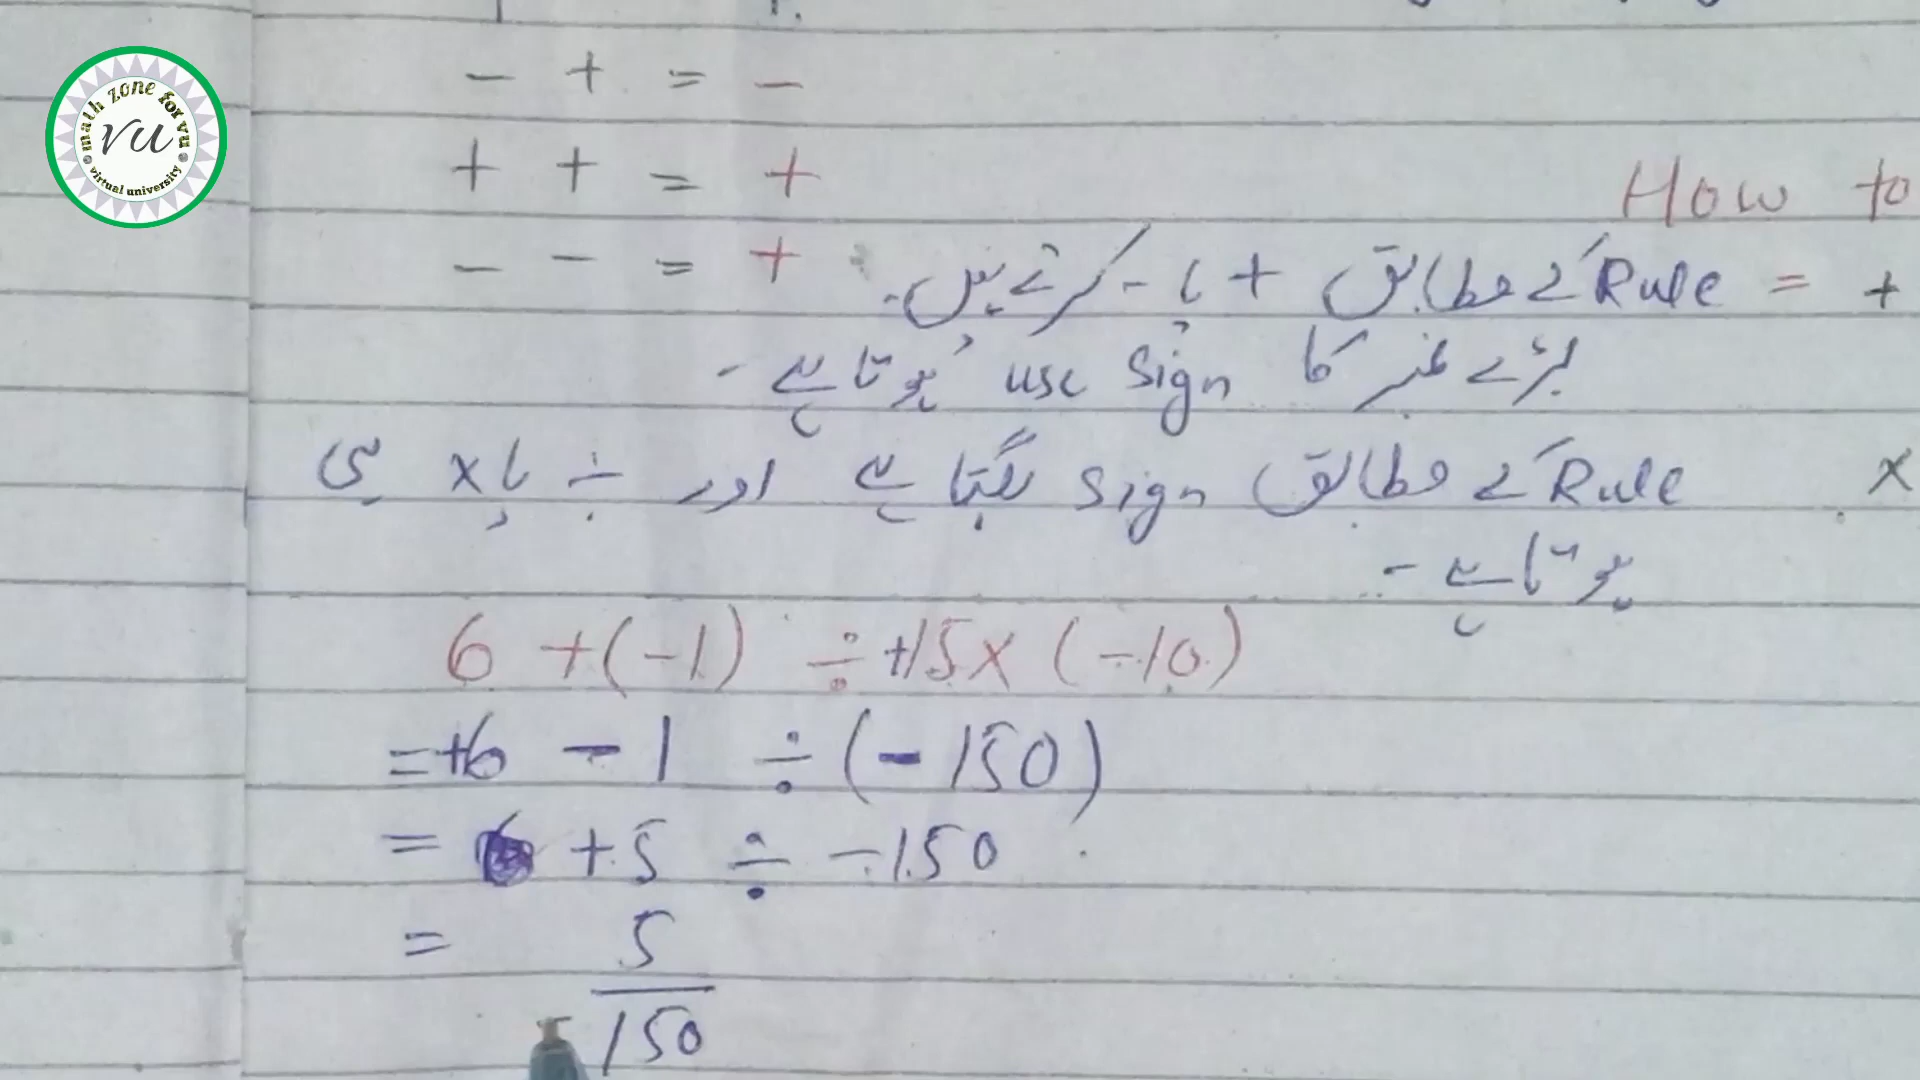 math zone for vu
vu
virtual university
− + = −
+ + = +
− − = +
How to
+ = Rule کے مطابق + یا - کرتے ہیں۔
بڑے نمبر کا sign use ہوتا ہے -
× Rule کے مطابق sign لگتا ہے اور ÷ یا × ہی
ہوتا ہے -
6 +(-1) ÷ +15 × (-10)
= +6 − 1 ÷ (-150)
= +5 ÷ -150
= 5
150